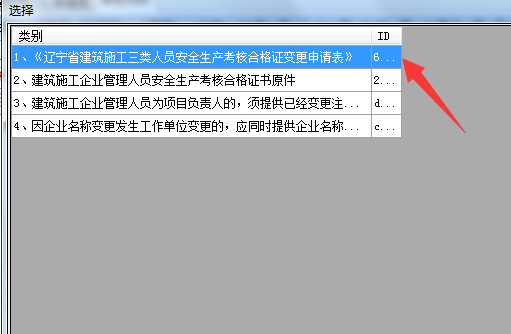 选择
类别 ID
1、《辽宁省建筑施工三类人员安全生产考核合格证变更申请表》 6...
2、建筑施工企业管理人员安全生产考核合格证书原件 2...
3、建筑施工企业管理人员为项目负责人的，须提供已经变更注... d...
4、因企业名称变更发生工作单位变更的，应同时提供企业名称... c...